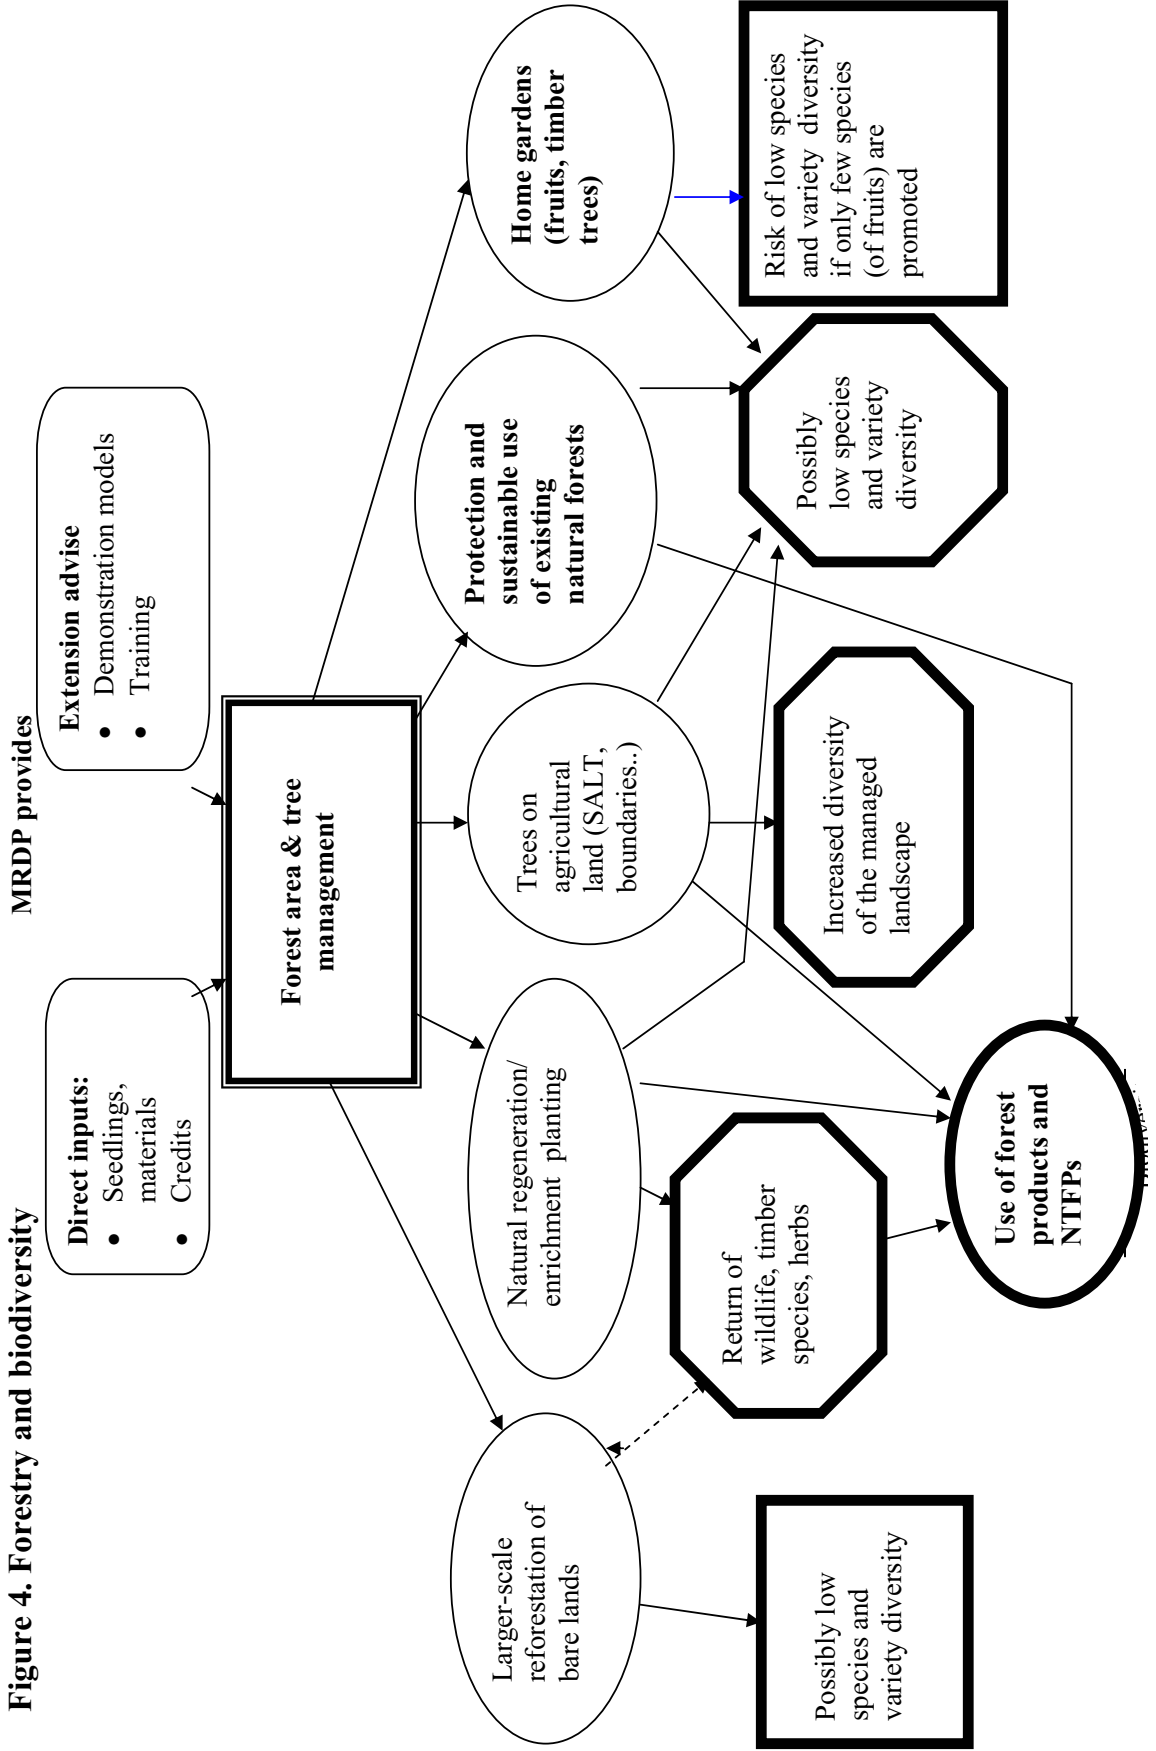 Figure 4. Forestry and biodiversity
MRDP provides
Direct inputs:
• Seedlings,
materials
• Credits
Extension advise
• Demonstration models
• Training
Forest area & tree
management
Larger-scale
reforestation of
bare lands
Natural regeneration/
enrichment planting
Trees on
agricultural
land (SALT,
boundaries..)
Protection and
sustainable use
of existing
natural forests
Home gardens
(fruits, timber
trees)
Possibly low
species and
variety diversity
Return of
wildlife, timber
species, herbs
Increased diversity
of the managed
landscape
Possibly
low species
and variety
diversity
Risk of low species
and variety diversity
if only few species
(of fruits) are
promoted
Use of forest
products and
NTFPs